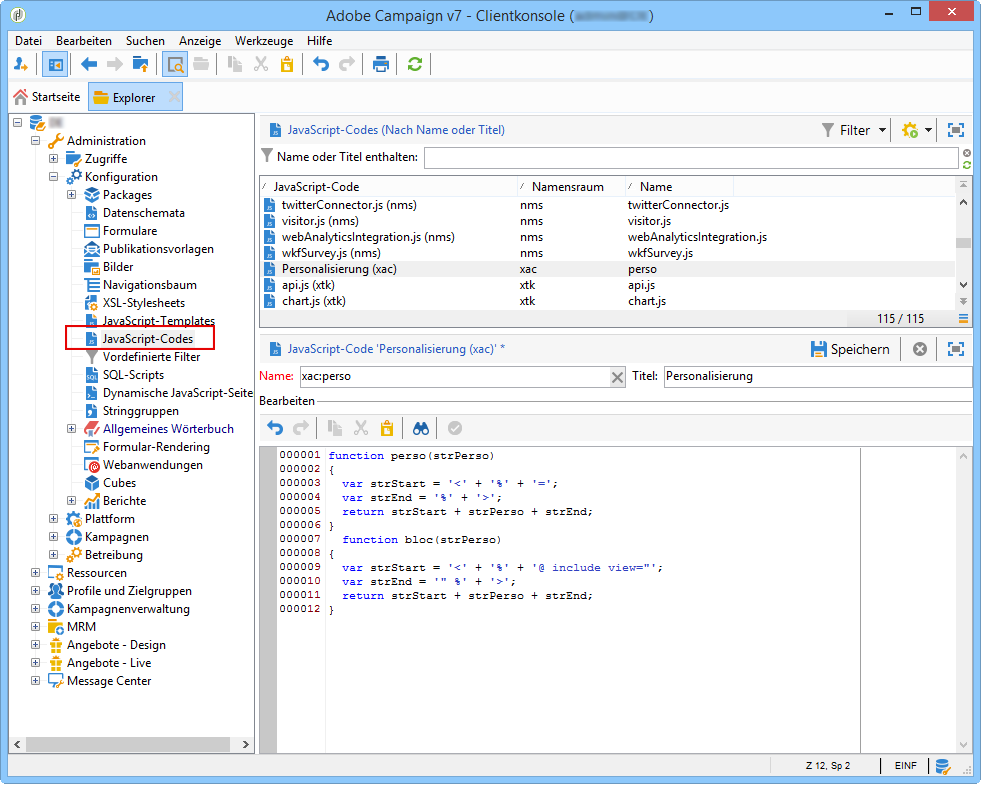 Adobe Campaign v7 - Clientkonsole ( )
Datei Bearbeiten Suchen Anzeige Werkzeuge Hilfe
Startseite Explorer
Administration
Zugriffe
Konfiguration
Packages
Datenschemata
Formulare
Publikationsvorlagen
Bilder
Navigationsbaum
XSL-Stylesheets
JavaScript-Templates
JavaScript-Codes
Vordefinierte Filter
SQL-Scripts
Dynamische JavaScript-Seite
Stringgruppen
Allgemeines Wörterbuch
Formular-Rendering
Webanwendungen
Cubes
Berichte
Plattform
Kampagnen
Betreibung
Ressourcen
Profile und Zielgruppen
Kampagnenverwaltung
MRM
Angebote - Design
Angebote - Live
Message Center
JavaScript-Codes (Nach Name oder Titel) Filter
Name oder Titel enthalten:
JavaScript-Code Namensraum Name
twitterConnector.js (nms) nms twitterConnector.js
visitor.js (nms) nms visitor.js
webAnalyticsIntegration.js (nms) nms webAnalyticsIntegration.js
wkfSurvey.js (nms) nms wkfSurvey.js
Personalisierung (xac) xac perso
api.js (xtk) xtk api.js
chart.js (xtk) xtk chart.js
115 / 115
JavaScript-Code 'Personalisierung (xac)' * Speichern
Name: xac:perso Titel: Personalisierung
Bearbeiten
000001 function perso(strPerso)
000002 {
000003 var strStart = '<' + '%' + '=';
000004 var strEnd = '%' + '>';
000005 return strStart + strPerso + strEnd;
000006 }
000007 function bloc(strPerso)
000008 {
000009 var strStart = '<' + '%' + '@ include view="';
000010 var strEnd = '" %' + '>';
000011 return strStart + strPerso + strEnd;
000012 }
Z 12, Sp 2 EINF